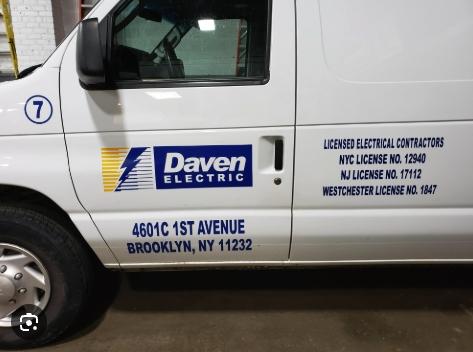 7
Daven
ELECTRIC
4601C 1ST AVENUE
BROOKLYN, NY 11232
LICENSED ELECTRICAL CONTRACTORS
NYC LICENSE NO. 12940
NJ LICENSE NO. 17112
WESTCHESTER LICENSE NO. 1847